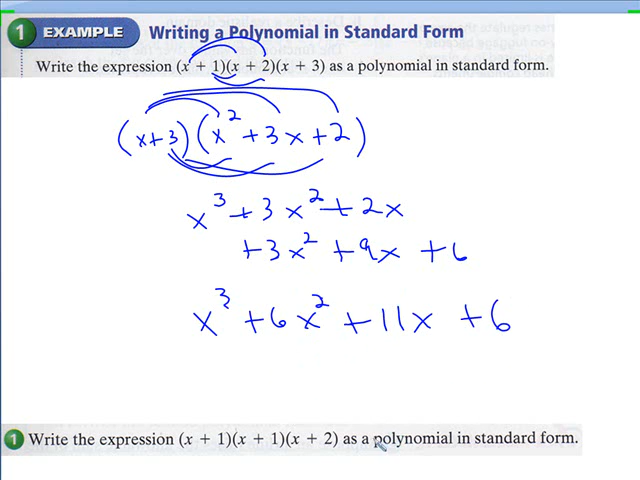 1 EXAMPLE Writing a Polynomial in Standard Form
Write the expression (x + 1)(x + 2)(x + 3) as a polynomial in standard form.
(x+3)(x² + 3x + 2)
x³ + 3x² + 2x
+3x² + 9x + 6
x³ + 6x² + 11x + 6
1 Write the expression (x + 1)(x + 1)(x + 2) as a polynomial in standard form.